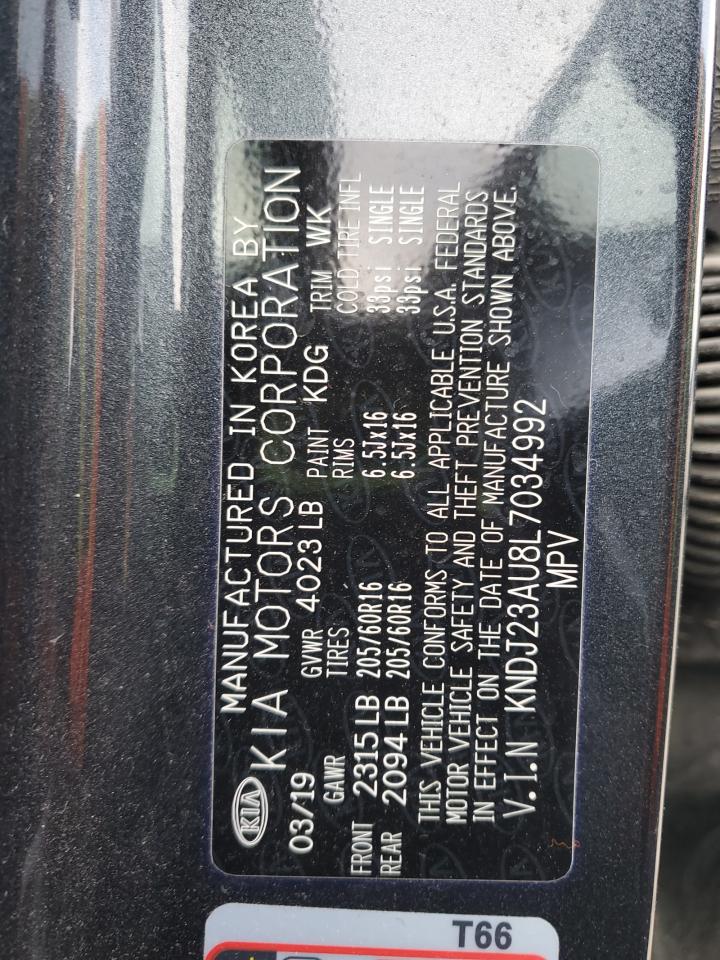 MANUFACTURED IN KOREA BY
KIA KIA MOTORS CORPORATION
03/19 GVWR 4023 LB PAINT KDG TRIM WK
GAWR TIRES RIMS COLD TIRE INFL
FRONT 2315 LB 205/60R16 6.5Jx16 33psi SINGLE
REAR 2094 LB 205/60R16 6.5Jx16 33psi SINGLE
THIS VEHICLE CONFORMS TO ALL APPLICABLE U.S.A. FEDERAL
MOTOR VEHICLE SAFETY AND THEFT PREVENTION STANDARDS
IN EFFECT ON THE DATE OF MANUFACTURE SHOWN ABOVE.
V.I.N KNDJ23AU8L7034992
MPV
T66